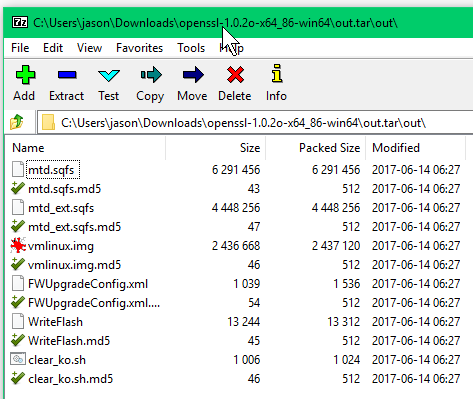 7z C:\Users\jason\Downloads\openssl-1.0.2o-x64_86-win64\out.tar\out\
File Edit View Favorites Tools Help
Add Extract Test Copy Move Delete Info
C:\Users\jason\Downloads\openssl-1.0.2o-x64_86-win64\out.tar\out\
Name Size Packed Size Modified
mtd.sqfs 6 291 456 6 291 456 2017-06-14 06:27
mtd.sqfs.md5 43 512 2017-06-14 06:27
mtd_ext.sqfs 4 448 256 4 448 256 2017-06-14 06:27
mtd_ext.sqfs.md5 47 512 2017-06-14 06:27
vmlinux.img 2 436 668 2 437 120 2017-06-14 06:27
vmlinux.img.md5 46 512 2017-06-14 06:27
FWUpgradeConfig.xml 1 039 1 536 2017-06-14 06:27
FWUpgradeConfig.xml.... 54 512 2017-06-14 06:27
WriteFlash 13 244 13 312 2017-06-14 06:27
WriteFlash.md5 45 512 2017-06-14 06:27
clear_ko.sh 1 006 1 024 2017-06-14 06:27
clear_ko.sh.md5 46 512 2017-06-14 06:27